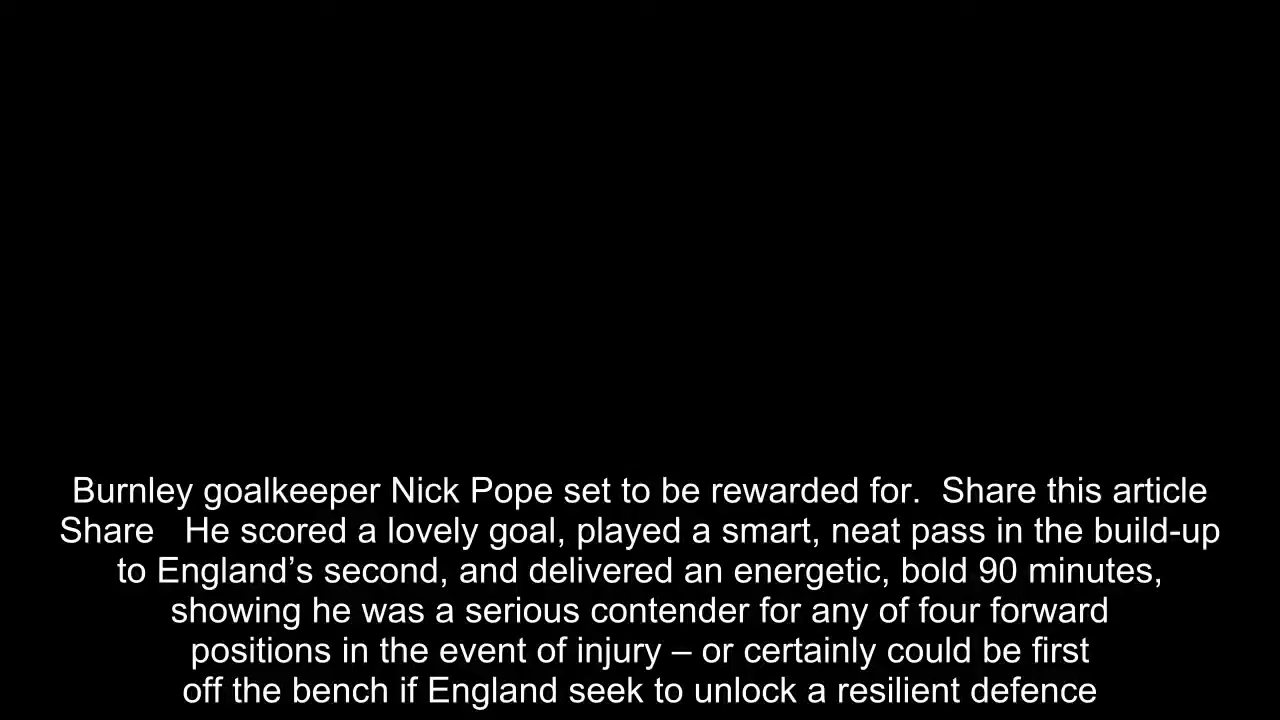 Burnley goalkeeper Nick Pope set to be rewarded for.  Share this article
Share   He scored a lovely goal, played a smart, neat pass in the build-up
to England’s second, and delivered an energetic, bold 90 minutes,
showing he was a serious contender for any of four forward
positions in the event of injury – or certainly could be first
off the bench if England seek to unlock a resilient defence